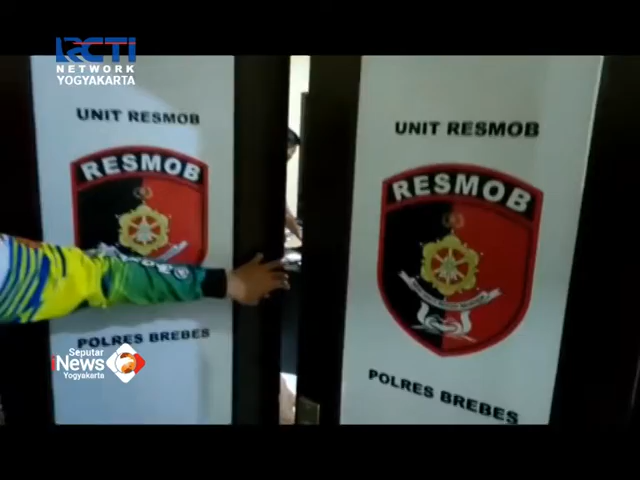 RCTI
NETWORK
YOGYAKARTA
UNIT RESMOB
RESMOB
POLRES BREBES
UNIT RESMOB
RESMOB
POLRES BREBES
Seputar
iNews
Yogyakarta